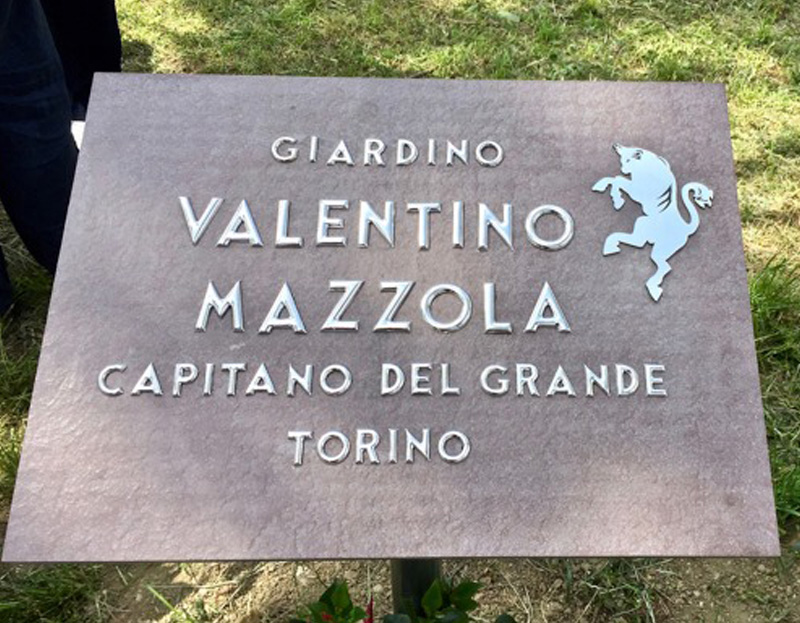 GIARDINO
VALENTINO
MAZZOLA
CAPITANO DEL GRANDE
TORINO